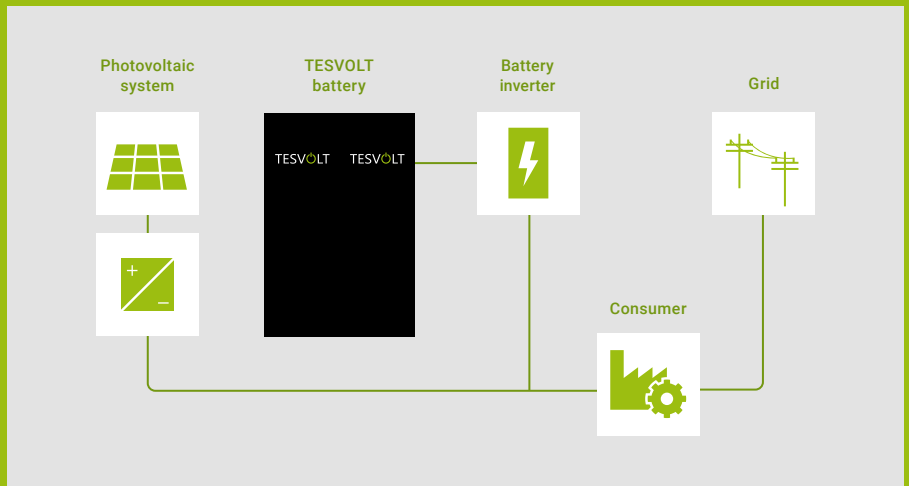 Photovoltaic
system
TESVOLT
battery
Battery
inverter
Grid
TESVOLT TESVOLT
Consumer